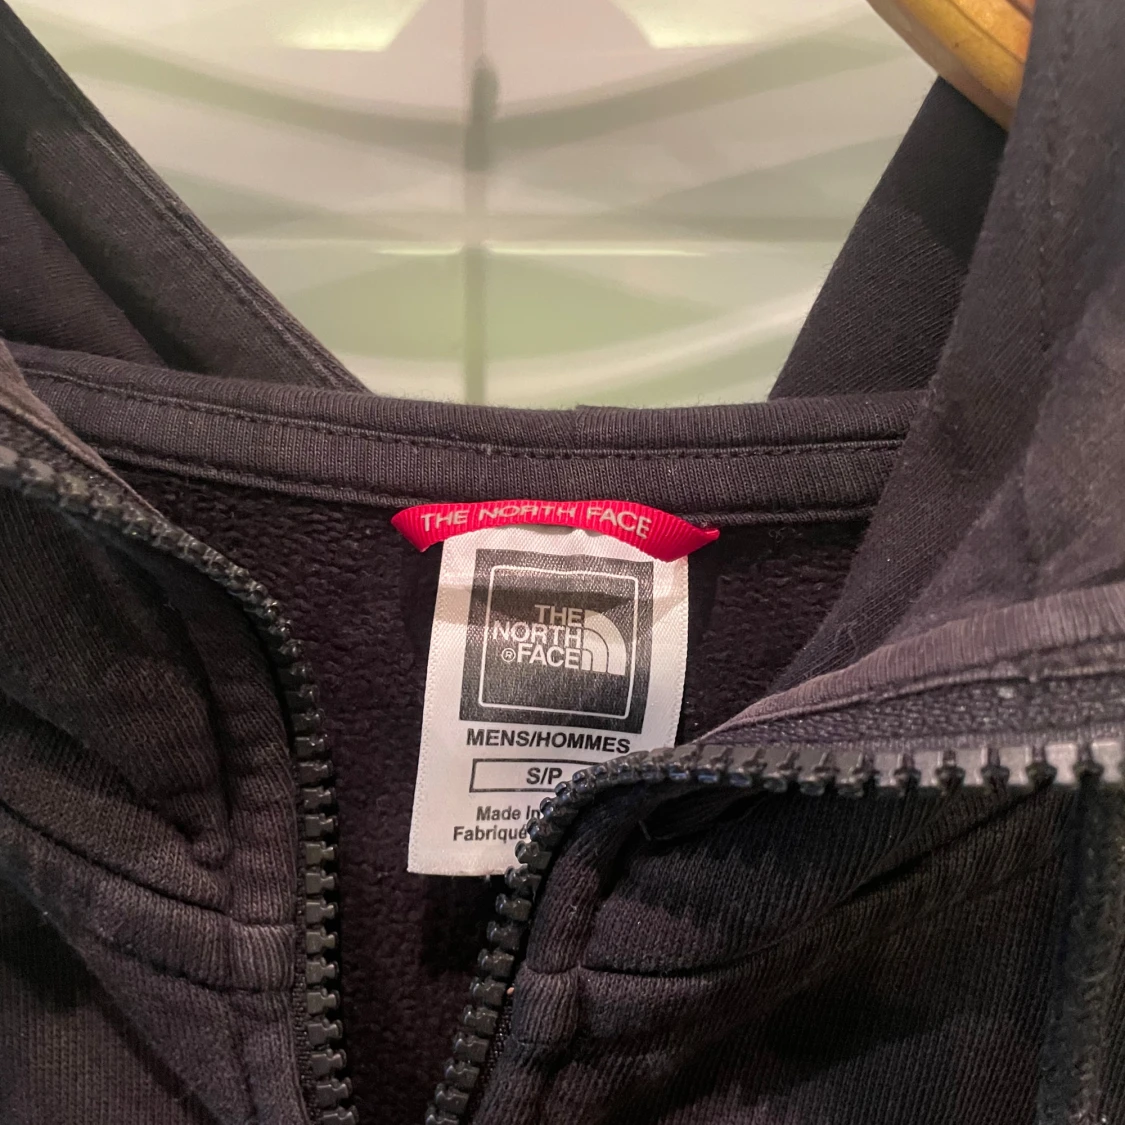 THE NORTH FACE
THE
NORTH
®FACE
MENS/HOMMES
S/P
Made In
Fabriqué